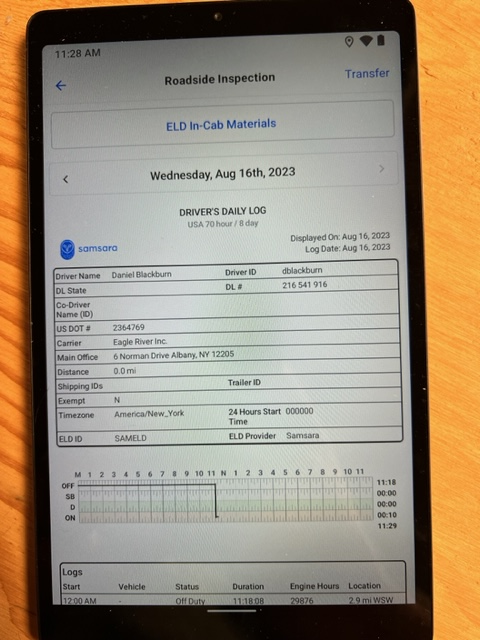 11:28 AM
Roadside Inspection
Transfer
ELD In-Cab Materials
Wednesday, Aug 16th, 2023
DRIVER'S DAILY LOG
USA 70 hour / 8 day
samsara
Displayed On: Aug 16, 2023
Log Date: Aug 16, 2023
Driver Name Daniel Blackburn Driver ID dblackburn
DL State DL # 216 541 916
Co-Driver
Name (ID)
US DOT # 2364769
Carrier Eagle River Inc.
Main Office 6 Norman Drive Albany, NY 12205
Distance 0.0 mi
Shipping IDs Trailer ID
Exempt N
Timezone America/New_York 24 Hours Start 000000
Time
ELD ID SAMELD ELD Provider Samsara
M 1 2 3 4 5 6 7 8 9 10 11 N 1 2 3 4 5 6 7 8 9 10 11
OFF 11:18
SB 00:00
D 00:00
ON 00:10
11:29
Logs
Start Vehicle Status Duration Engine Hours Location
12:00 AM - Off Duty 11:18:08 29876 2.9 mi WSW